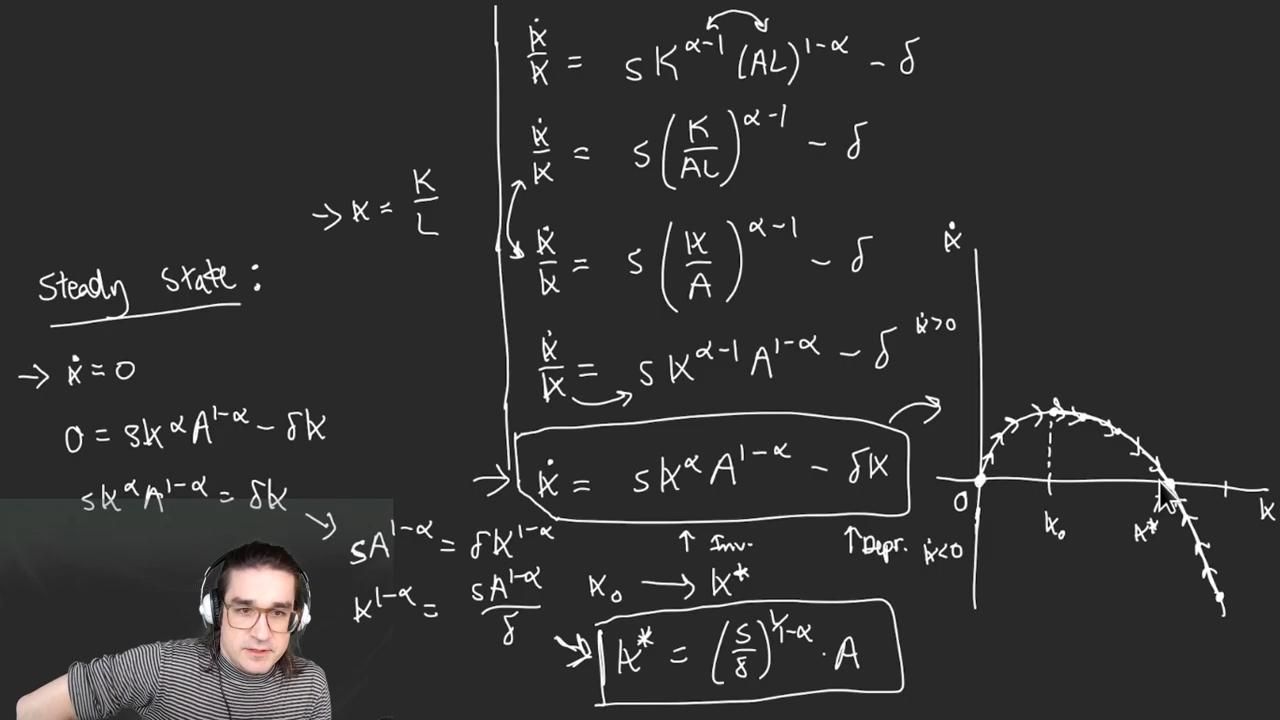 k̇/k = sK^α-1 (AL)^1-α - δ
k̇/k = s(K/AL)^α-1 - δ
→ k = K/L
k̇/k = s(k/A)^α-1 - δ
Steady State:
k̇/k = sk^α-1 A^1-α - δ
→ k̇ = 0
0 = sk^α A^1-α - δk
sk^α A^1-α = δk
→ sA^1-α = δk^1-α
k^1-α = sA^1-α/δ
→ k̇ = sk^α A^1-α - δk
↑ Inv.
↑ Depr.
k₀ → k*
→ k* = (s/δ)^1/1-α · A
k̇
k̇>0
0
k₀
k*
k
k̇<0